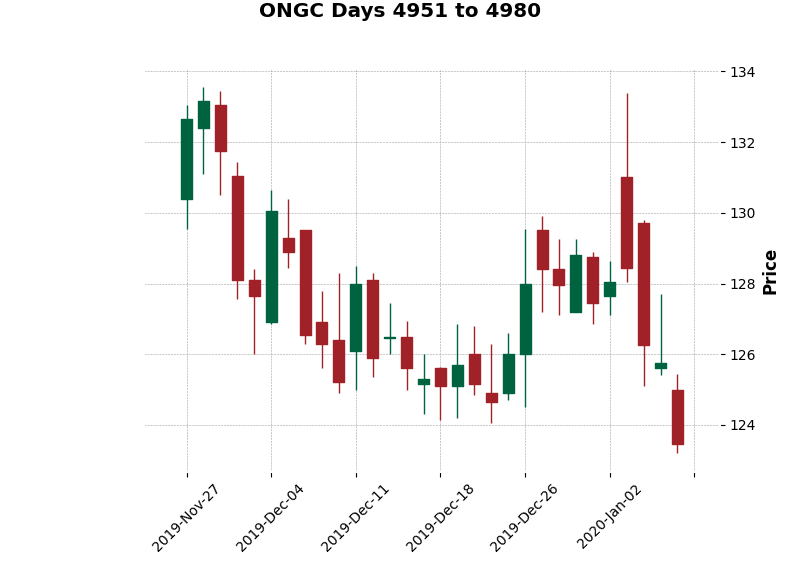 ONGC Days 4951 to 4980
134
132
130
128
126
124
Price
2019-Nov-27
2019-Dec-04
2019-Dec-11
2019-Dec-18
2019-Dec-26
2020-Jan-02